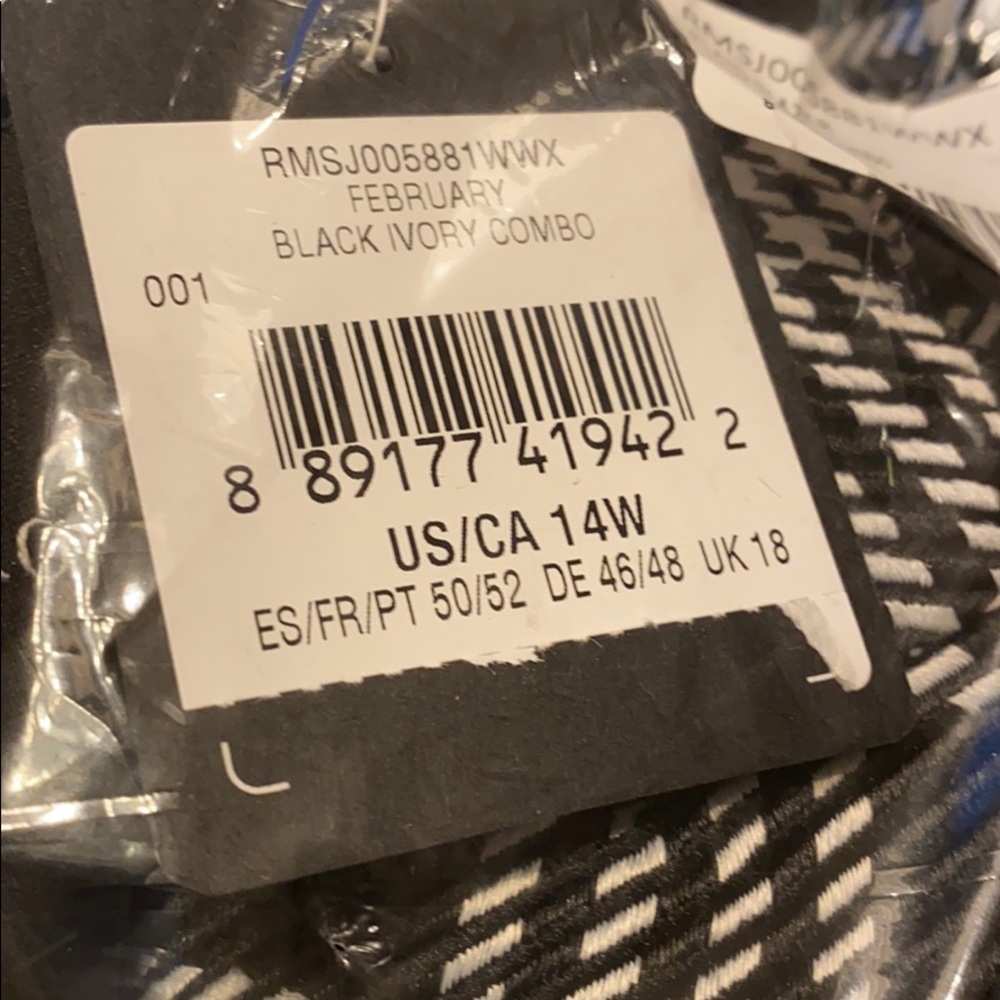 RMSJ005881WWX
FEBRUARY
BLACK IVORY COMBO
001
8 89177 41942 2
US/CA 14W
ES/FR/PT 50/52 DE 46/48 UK 18